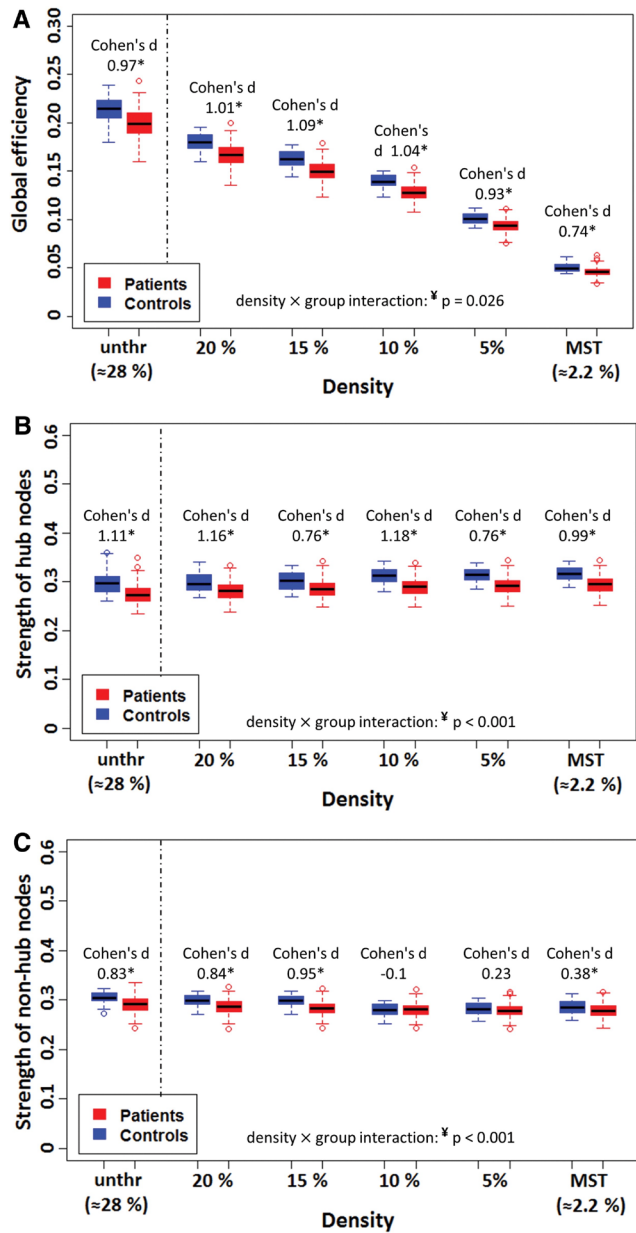 A
Global efficiency
0.30
0.25
0.20
0.15
0.10
0.05
0
Cohen's d
0.97*
Cohen's d
1.01*
Cohen's d
1.09*
Cohen's
d 1.04*
Cohen's d
0.93*
Cohen's d
0.74*
Patients
Controls
density × group interaction: ¥ p = 0.026
unthr
(≈28 %)
20 %
15 %
10 %
5%
MST
(≈2.2 %)
Density
B
Strength of hub nodes
0.6
0.5
0.4
0.3
0.2
0.1
0
Cohen's d
1.11*
Cohen's d
1.16*
Cohen's d
0.76*
Cohen's d
1.18*
Cohen's d
0.76*
Cohen's d
0.99*
Patients
Controls
density × group interaction: ¥ p < 0.001
unthr
(≈28 %)
20 %
15 %
10 %
5%
MST
(≈2.2 %)
Density
C
Strength of non-hub nodes
0.6
0.5
0.4
0.3
0.2
0.1
0
Cohen's d
0.83*
Cohen's d
0.84*
Cohen's d
0.95*
Cohen's d
-0.1
Cohen's d
0.23
Cohen's d
0.38*
Patients
Controls
density × group interaction: ¥ p < 0.001
unthr
(≈28 %)
20 %
15 %
10 %
5%
MST
(≈2.2 %)
Density